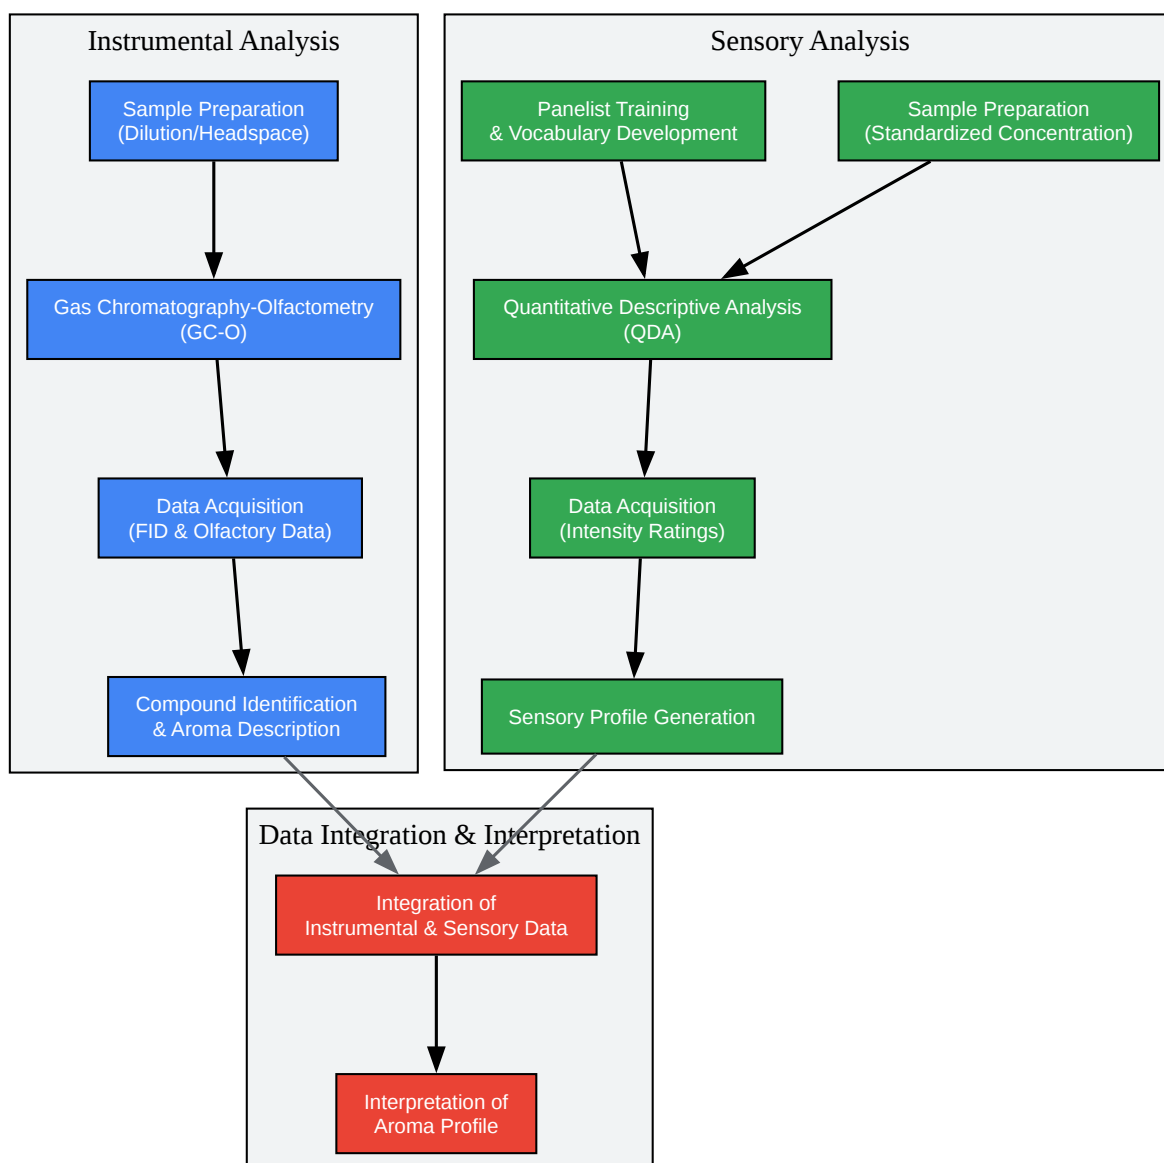 Instrumental Analysis
Sample Preparation
(Dilution/Headspace)
Gas Chromatography-Olfactometry
(GC-O)
Data Acquisition
(FID & Olfactory Data)
Compound Identification
& Aroma Description
Sensory Analysis
Panelist Training
& Vocabulary Development
Sample Preparation
(Standardized Concentration)
Quantitative Descriptive Analysis
(QDA)
Data Acquisition
(Intensity Ratings)
Sensory Profile Generation
Data Integration & Interpretation
Integration of
Instrumental & Sensory Data
Interpretation of
Aroma Profile